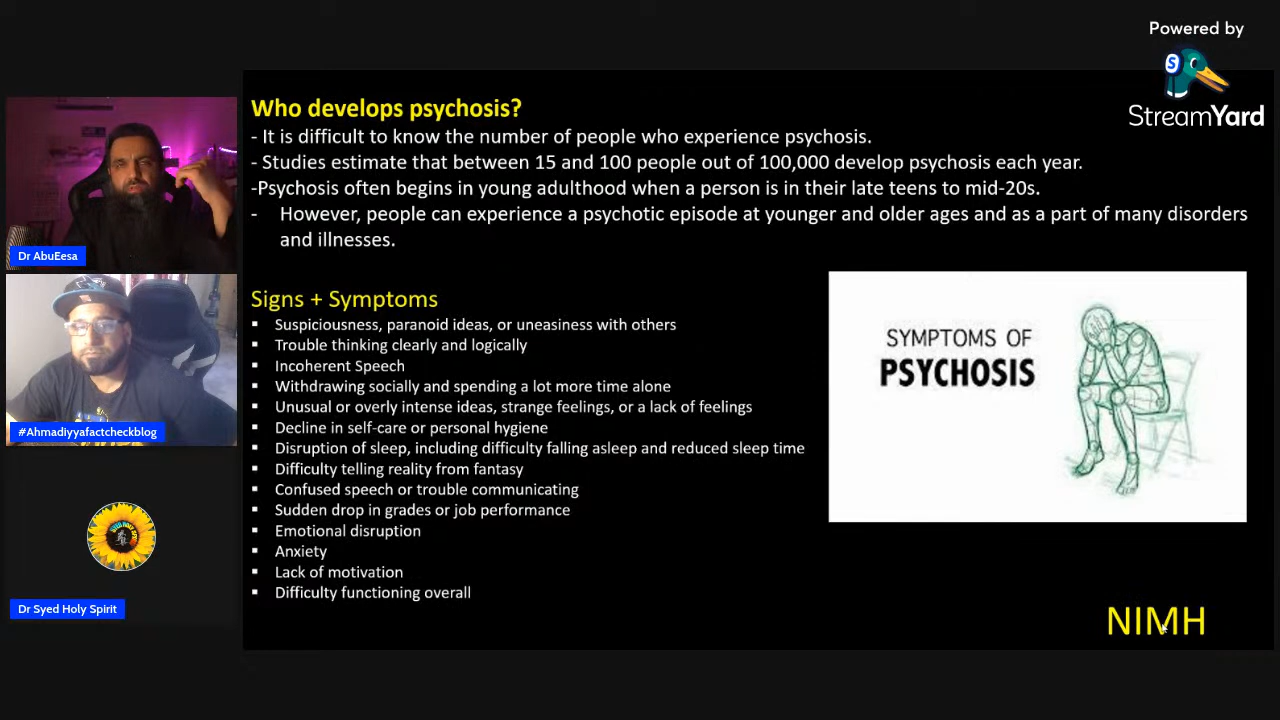 Powered by
S
StreamYard
Who develops psychosis?
- It is difficult to know the number of people who experience psychosis.
- Studies estimate that between 15 and 100 people out of 100,000 develop psychosis each year.
-Psychosis often begins in young adulthood when a person is in their late teens to mid-20s.
- However, people can experience a psychotic episode at younger and older ages and as a part of many disorders
and illnesses.
Signs + Symptoms
▪ Suspiciousness, paranoid ideas, or uneasiness with others
▪ Trouble thinking clearly and logically
▪ Incoherent Speech
▪ Withdrawing socially and spending a lot more time alone
▪ Unusual or overly intense ideas, strange feelings, or a lack of feelings
▪ Decline in self-care or personal hygiene
▪ Disruption of sleep, including difficulty falling asleep and reduced sleep time
▪ Difficulty telling reality from fantasy
▪ Confused speech or trouble communicating
▪ Sudden drop in grades or job performance
▪ Emotional disruption
▪ Anxiety
▪ Lack of motivation
▪ Difficulty functioning overall
SYMPTOMS OF
PSYCHOSIS
NIMH
Dr AbuEesa
#Ahmadiyyafactcheckblog
Dr Syed Holy Spirit